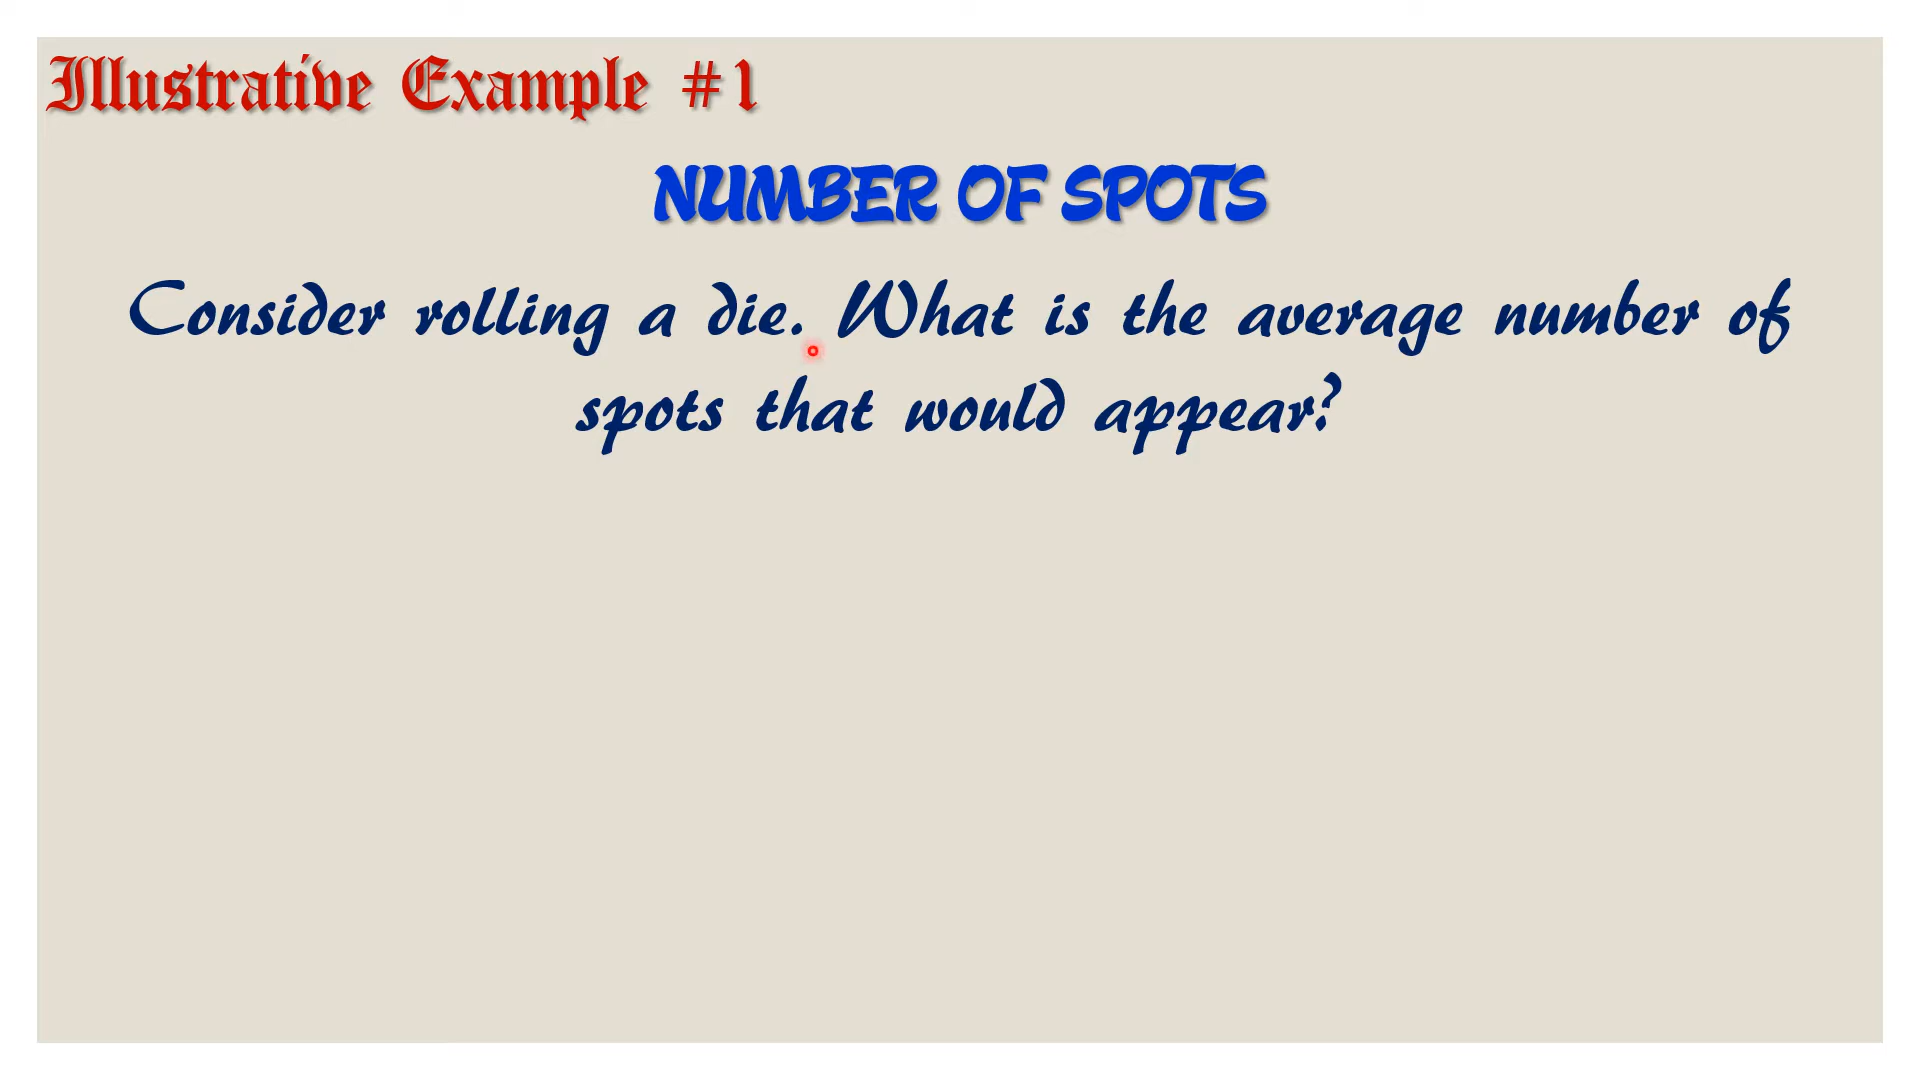 Illustrative Example #1
NUMBER OF SPOTS
Consider rolling a die. What is the average number of
spots that would appear?